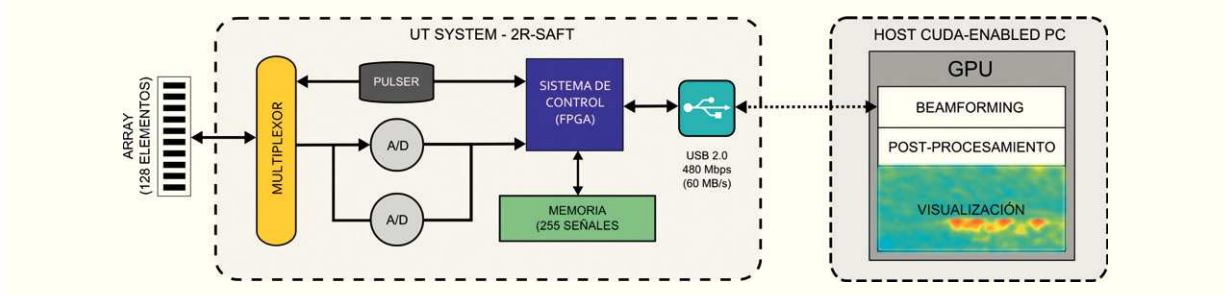 UT SYSTEM - 2R-SAFT
HOST CUDA-ENABLED PC
ARRAY
(128 ELEMENTOS)
MULTIPLEXOR
PULSER
A/D
A/D
SISTEMA DE
CONTROL
(FPGA)
MEMORIA
(255 SEÑALES
USB 2.0
480 Mbps
(60 MB/s)
GPU
BEAMFORMING
POST-PROCESAMIENTO
VISUALIZACIÓN